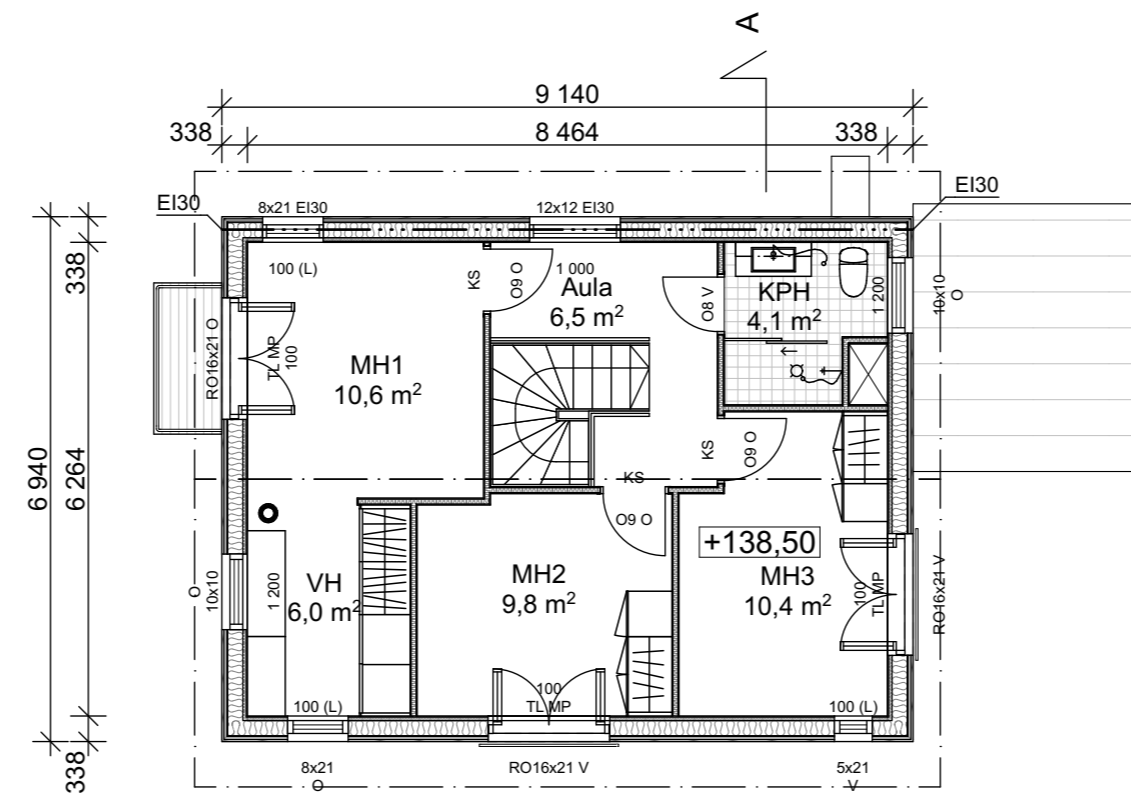 A
9 140
338
8 464
338
EI30
8x21 EI30
12x12 EI30
EI30
338
100 (L)
KS
O9 O
1 000
Aula
6,5 m²
O8 V
KPH
4,1 m²
1 200
10x10
O
RO16x21 O
TL MP
100
MH1
10,6 m²
6 940
6 264
KS
O9 O
KS
O9 O
+138,50
O
10x10
1 200
VH
6,0 m²
MH2
9,8 m²
MH3
10,4 m²
100
TL MP
RO16x21 V
100 (L)
100
TL MP
100 (L)
338
8x21
O
RO16x21 V
5x21
V